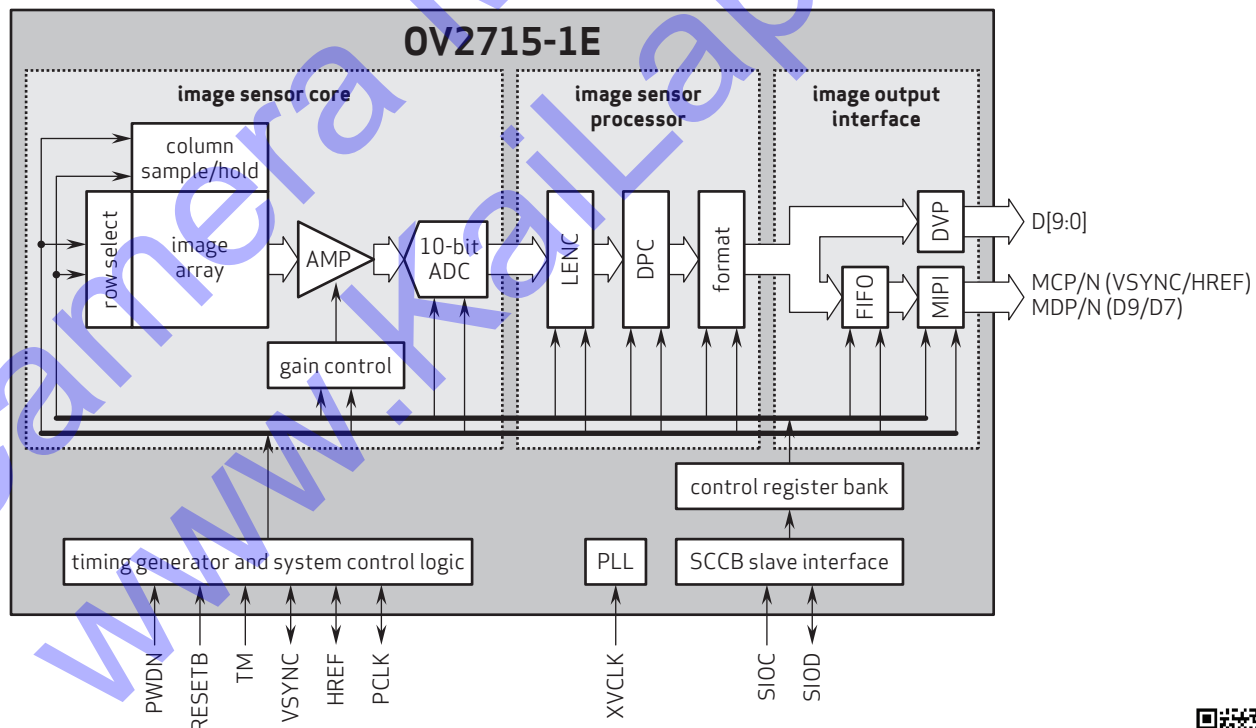 OV2715-1E
image sensor core
image sensor
processor
image output
interface
column
sample/hold
row select
image
array
AMP
10-bit
ADC
gain control
LENC
DPC
format
DVP
FIFO
MIPI
D[9:0]
MCP/N (VSYNC/HREF)
MDP/N (D9/D7)
control register bank
timing generator and system control logic
PLL
SCCB slave interface
PWDN
RESETB
TM
VSYNC
HREF
PCLK
XVCLK
SIOC
SIOD
Camera
www.KaiLap